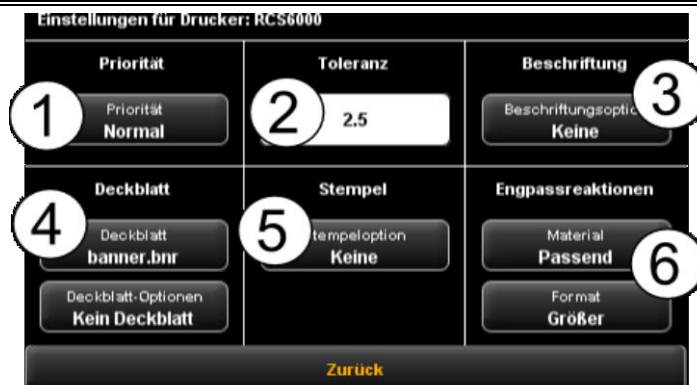 Einstellungen für Drucker: RCS6000
Priorität
Toleranz
Beschriftung
1
Priorität
Normal
2
2.5
3
Keine
Deckblatt
Stempel
Engpassreaktionen
4
Deckblatt
banner.bnr
5
Keine
Material
Passend
6
Deckblatt-Optionen
Kein Deckblatt
Format
Größer
Zurück